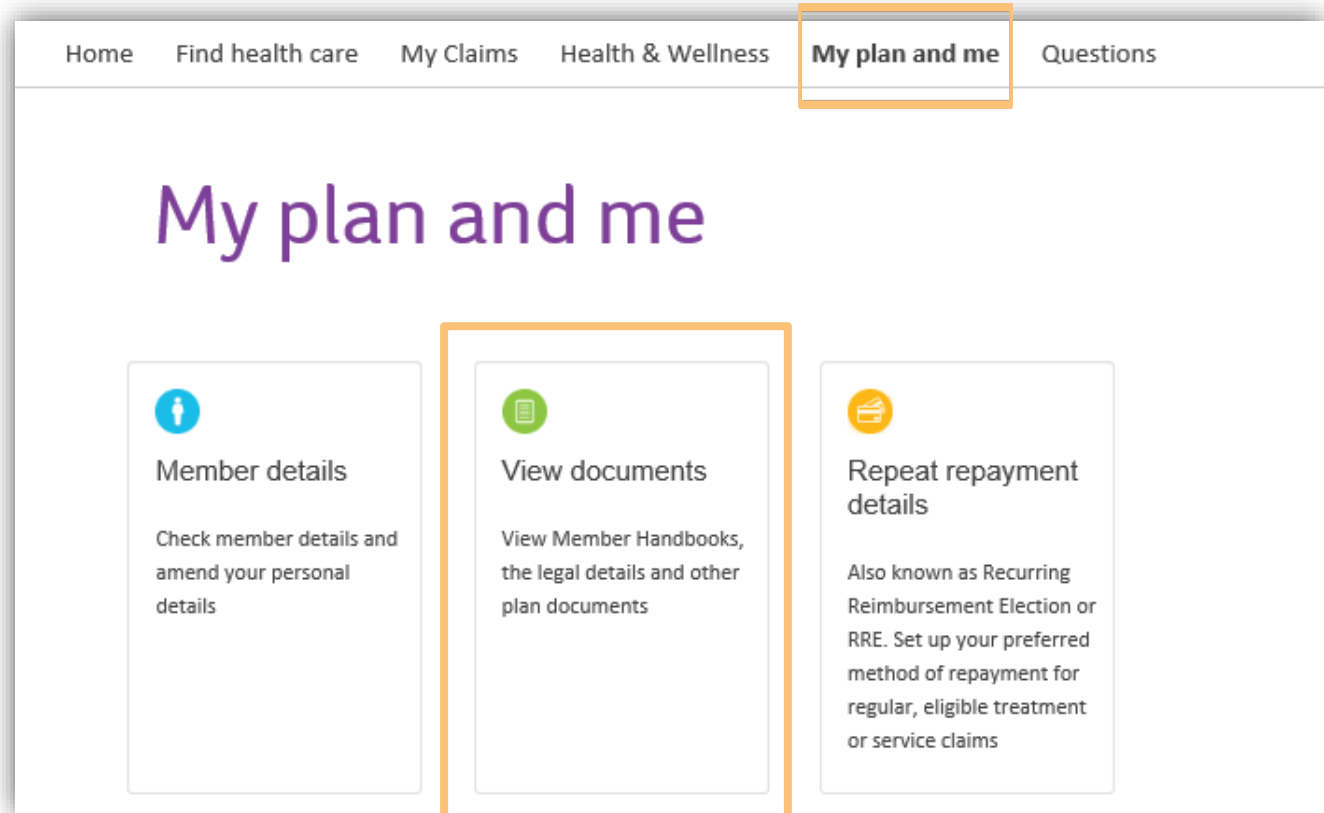 Home Find health care My Claims Health & Wellness My plan and me Questions
My plan and me
Member details
Check member details and
amend your personal
details
View documents
View Member Handbooks,
the legal details and other
plan documents
Repeat repayment
details
Also known as Recurring
Reimbursement Election or
RRE. Set up your preferred
method of repayment for
regular, eligible treatment
or service claims